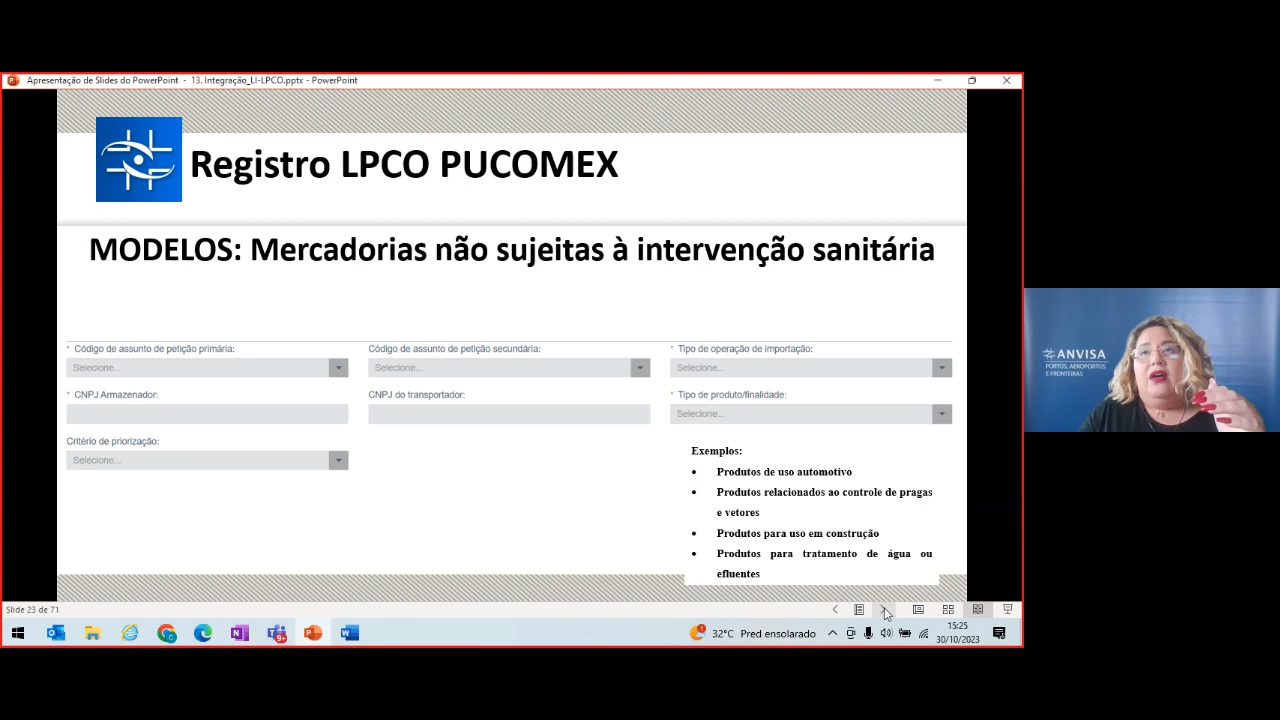 Apresentação de Slides do PowerPoint - 13. Integração_LI-LPCO.pptx - PowerPoint
Registro LPCO PUCOMEX
MODELOS: Mercadorias não sujeitas à intervenção sanitária
* Código de assunto de petição primária:
Código de assunto de petição secundária:
* Tipo de operação de importação:
Selecione...
Selecione...
Selecione...
* CNPJ Armazenador:
CNPJ do transportador:
* Tipo de produto/finalidade:
Selecione...
Critério de priorização:
Selecione...
Exemplos:
• Produtos de uso automotivo
• Produtos relacionados ao controle de pragas
e vetores
• Produtos para uso em construção
• Produtos para tratamento de água ou
efluentes
ANVISA
PORTOS, AEROPORTOS
E FRONTEIRAS
Slide 23 de 71
9+
1
32°C Pred ensolarado
15:25
30/10/2023